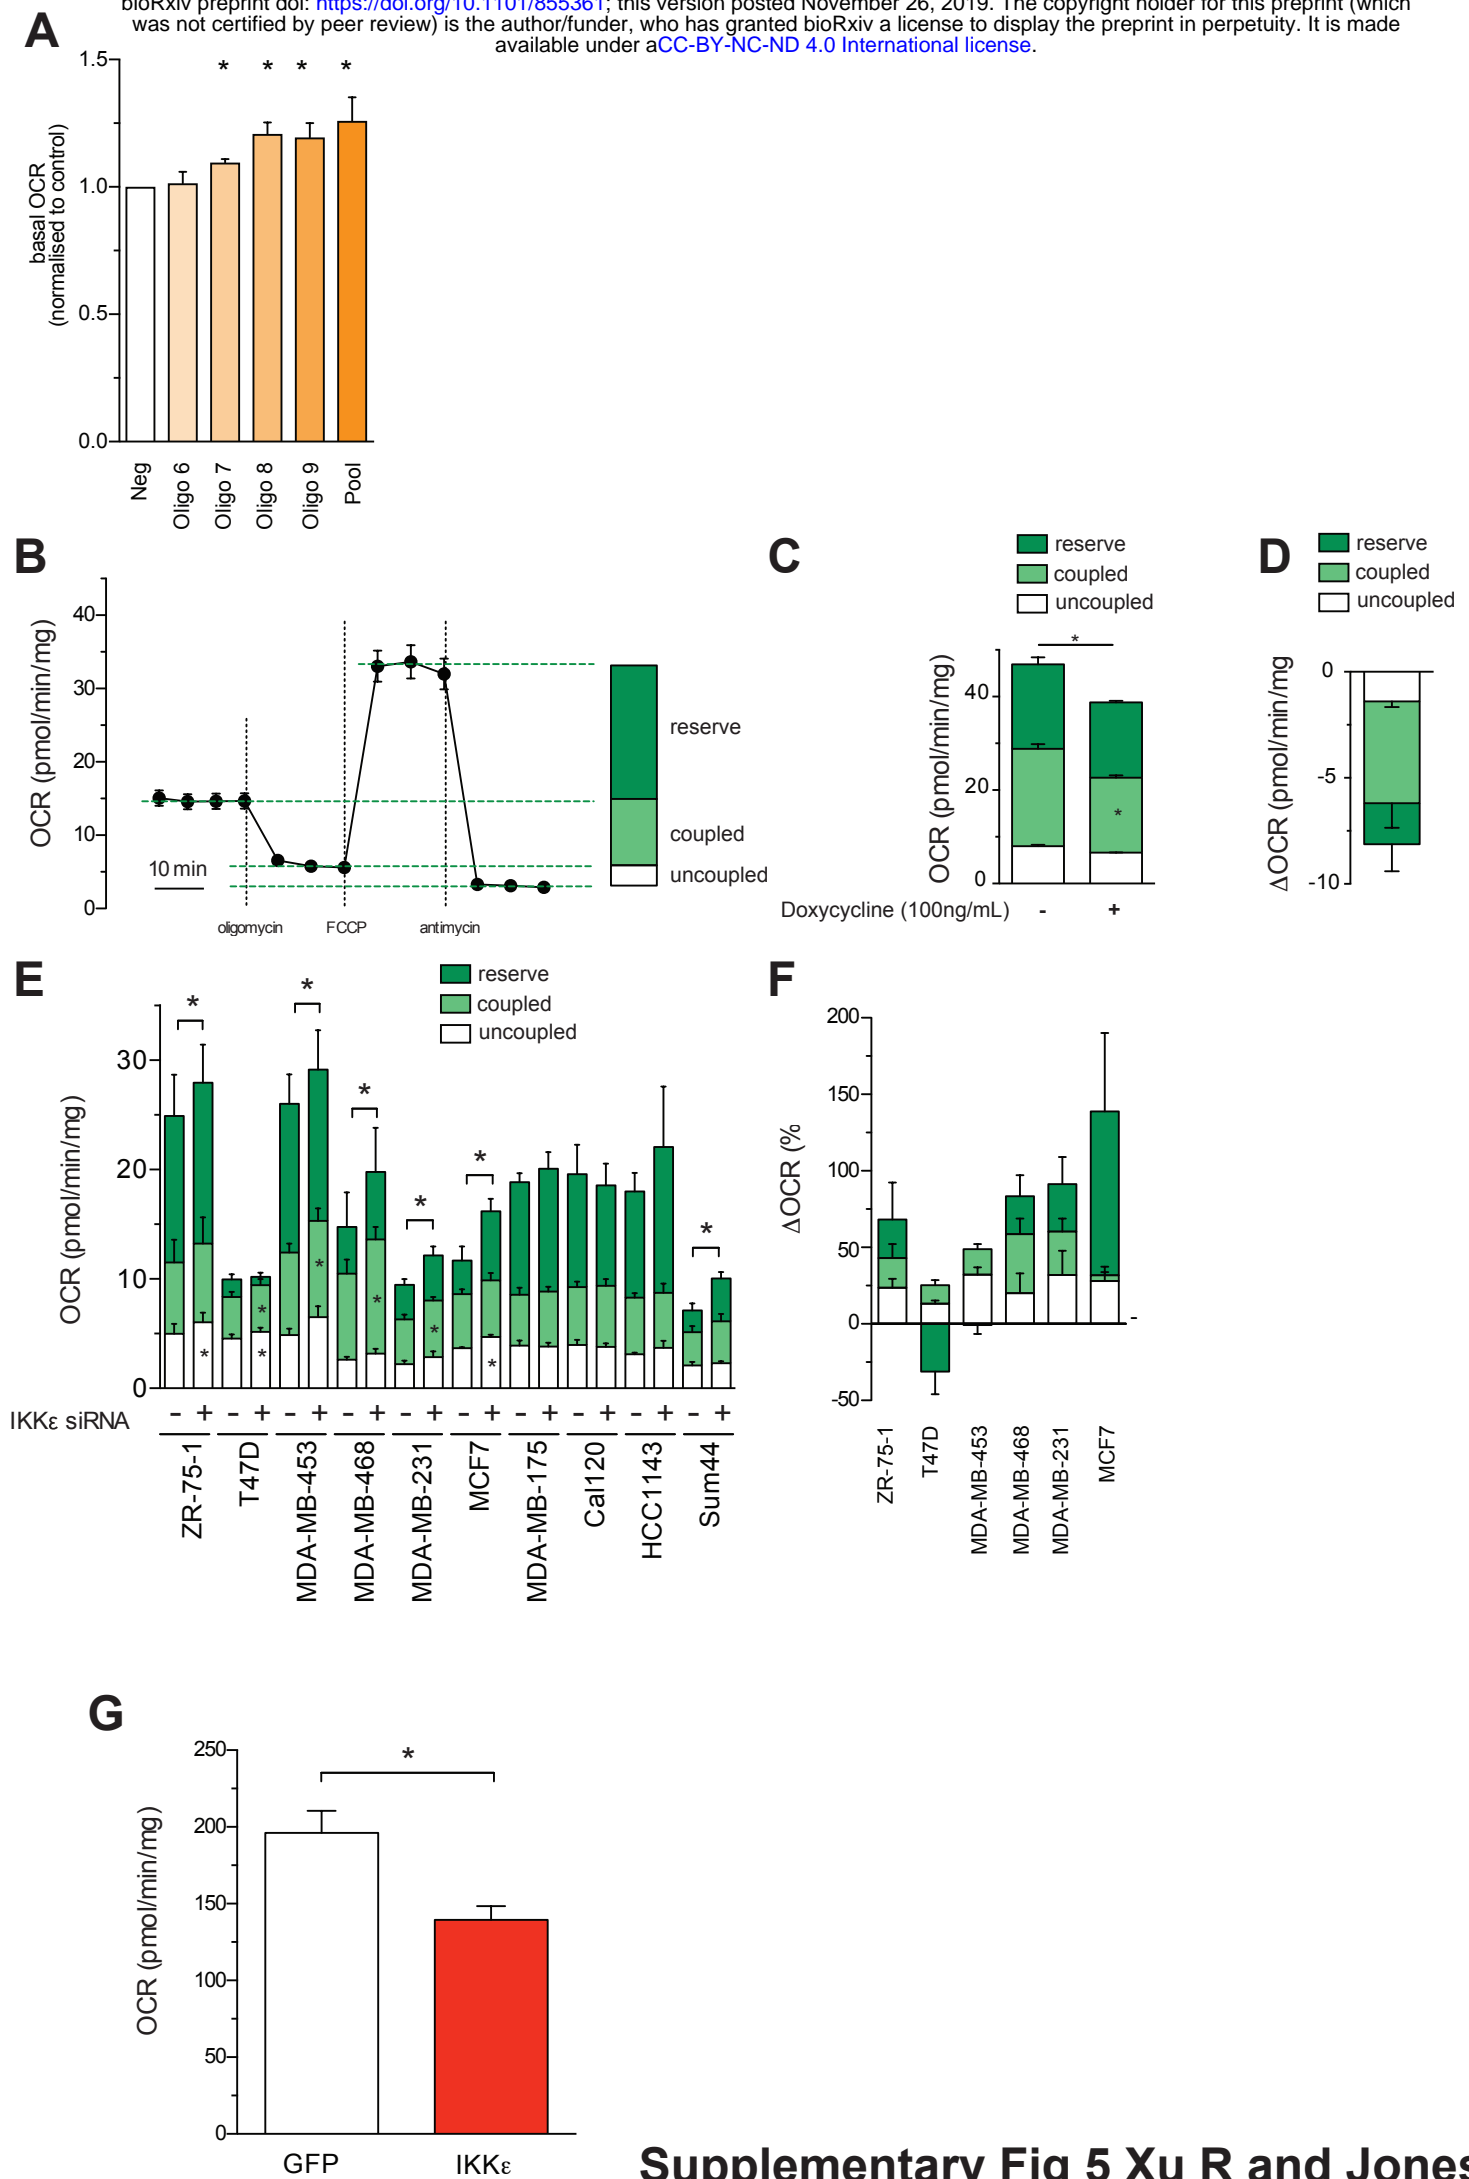 bioRxiv preprint doi: https://doi.org/10.1101/855361; this version posted November 26, 2019. The copyright holder for this preprint (which
was not certified by peer review) is the author/funder, who has granted bioRxiv a license to display the preprint in perpetuity. It is made
available under aCC-BY-NC-ND 4.0 International license.
A
1.5
1.0
0.5
0.0
basal OCR
(normalised to control)
* * * *
Neg
Oligo 6
Oligo 7
Oligo 8
Oligo 9
Pool
B
OCR (pmol/min/mg)
40
30
20
10
0
10 min
oligomycin
FCCP
antimycin
reserve
coupled
uncoupled
C
reserve
coupled
uncoupled
OCR (pmol/min/mg)
40
20
0
*
*
Doxycycline (100ng/mL) - +
D
reserve
coupled
uncoupled
ΔOCR (pmol/min/mg
0
-5
-10
E
reserve
coupled
uncoupled
OCR (pmol/min/mg)
30
20
10
0
* * * * * *
* * * *
* * *
IKKε siRNA - + - + - + - + - + - + - + - + - + - +
ZR-75-1
T47D
MDA-MB-453
MDA-MB-468
MDA-MB-231
MCF7
MDA-MB-175
Cal120
HCC1143
Sum44
F
ΔOCR (%
200
150
100
50
0
-50
-
ZR-75-1
T47D
MDA-MB-453
MDA-MB-468
MDA-MB-231
MCF7
G
OCR (pmol/min/mg)
250
200
150
100
50
0
*
GFP
IKKε
Supplementary Fig 5 Xu R and Jones